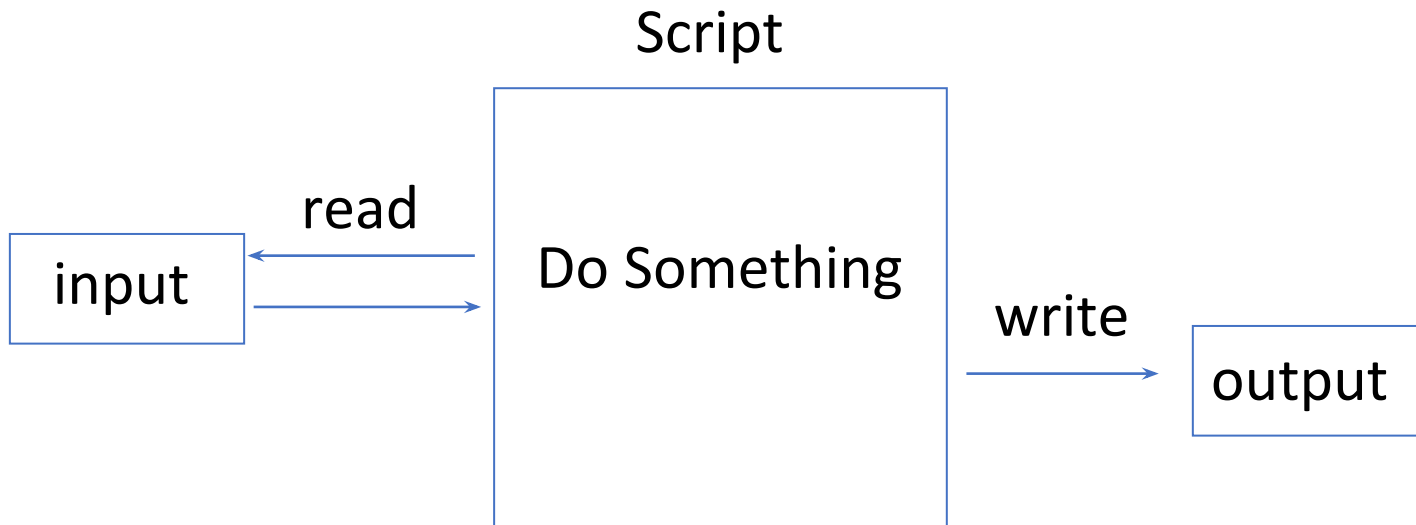 Script
read
input
Do Something
write
output